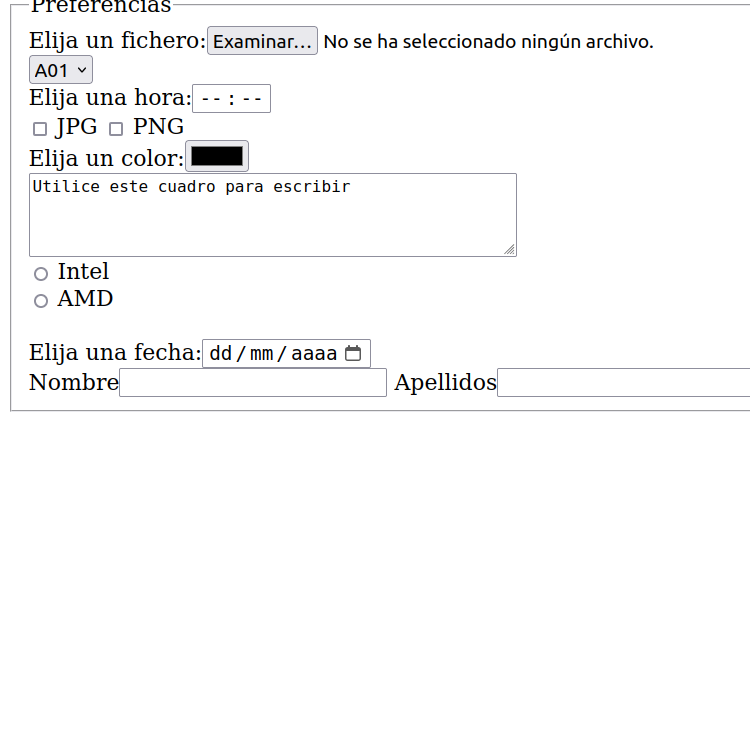 Preferencias
Elija un fichero: Examinar... No se ha seleccionado ningún archivo.
A01
Elija una hora: -- : --
JPG PNG
Elija un color:
Utilice este cuadro para escribir
Intel
AMD
Elija una fecha: dd/mm/aaaa
Nombre Apellidos